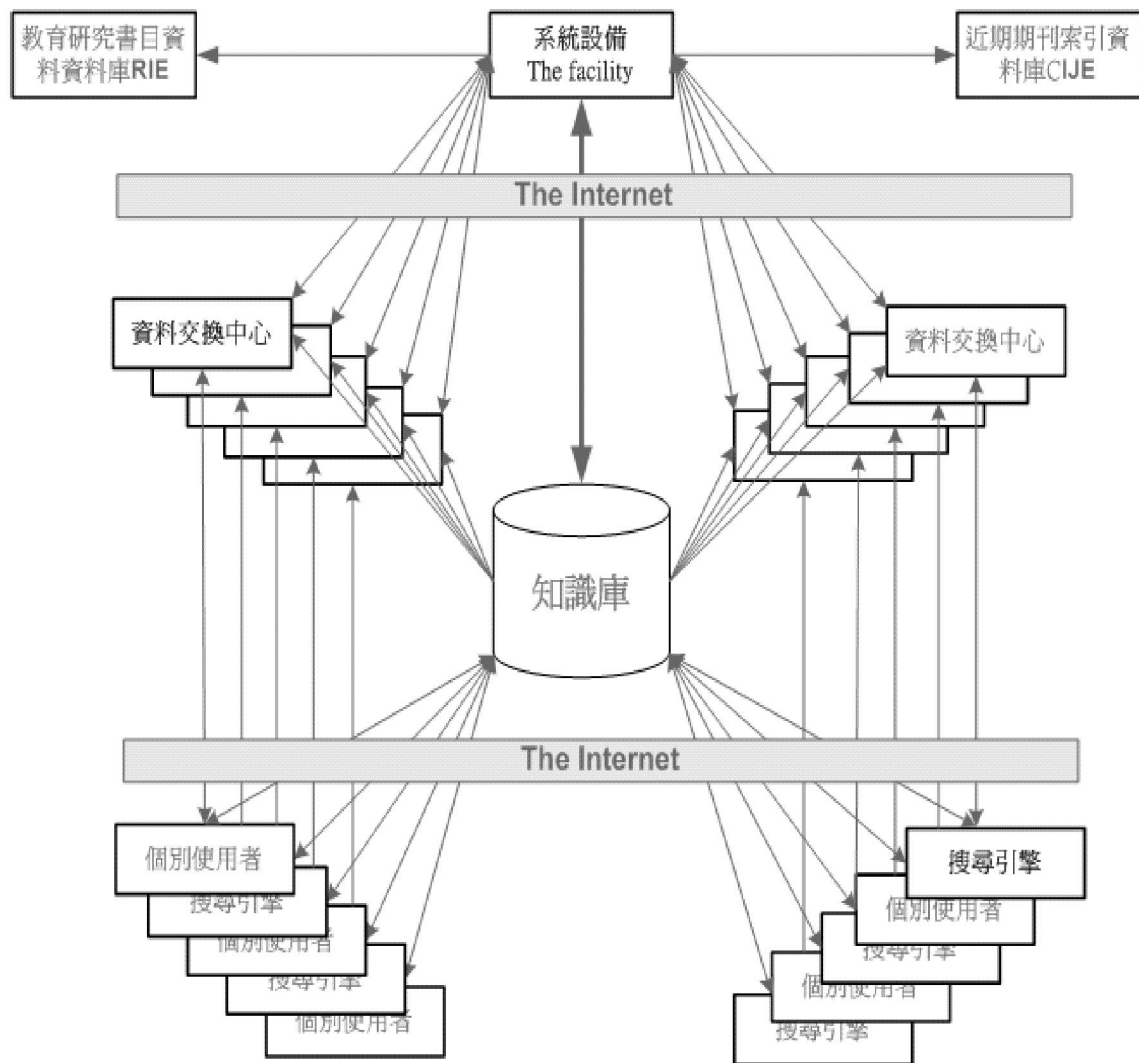 教育研究書目資
料資料庫RIE
系統設備
The facility
近期期刊索引資
料庫CIJE
The Internet
資料交換中心
資料交換中心
知識庫
The Internet
個別使用者
搜尋引擎
個別使用者
搜尋引擎
個別使用者
搜尋引擎
個別使用者
搜尋引擎
個別使用者
搜尋引擎